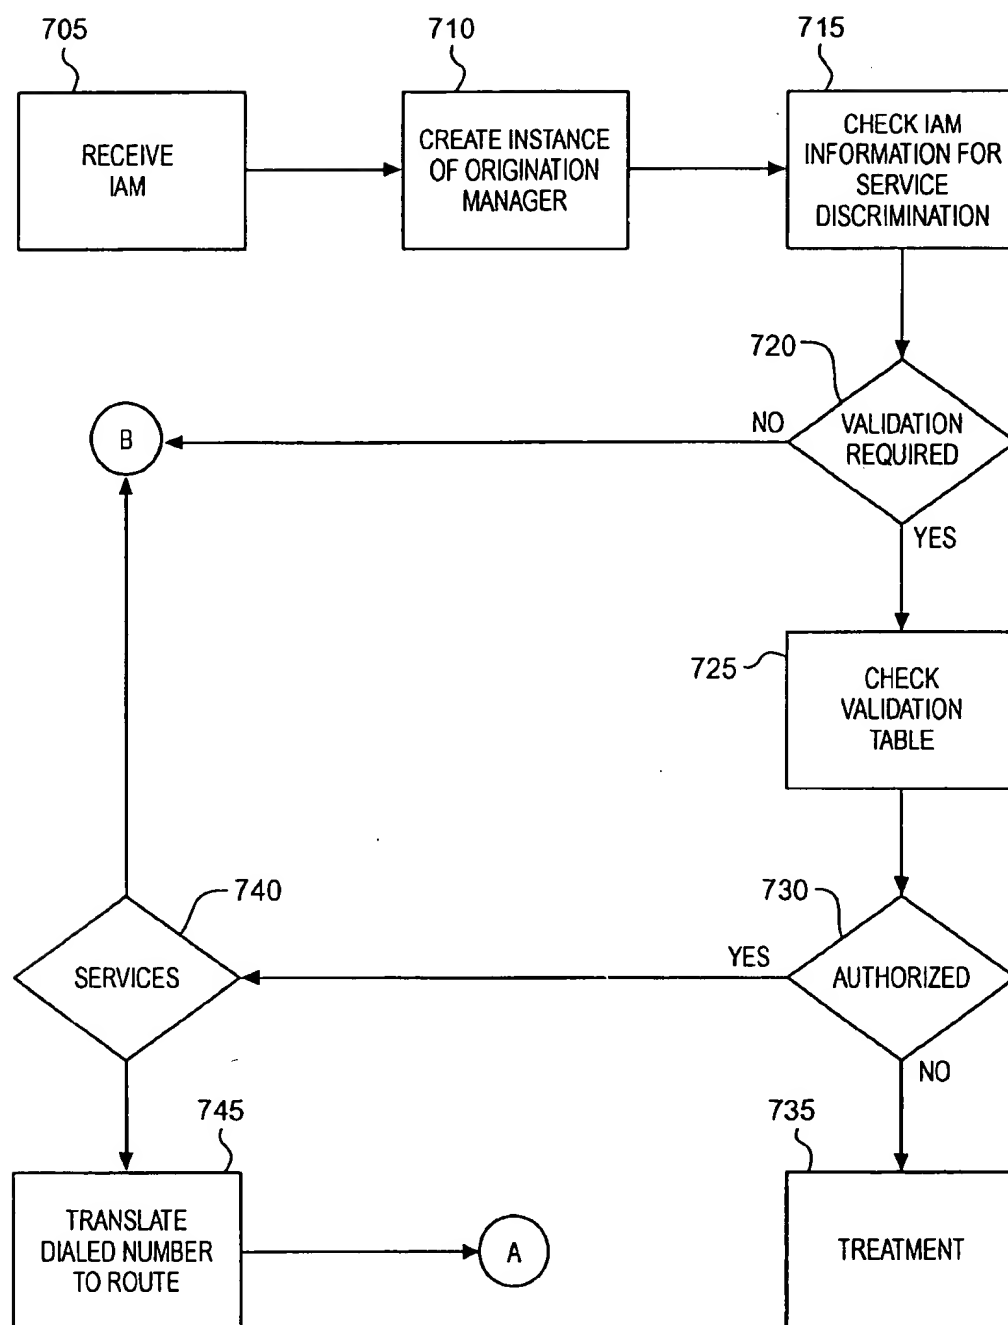 705
710
715
RECEIVE
IAM
CREATE INSTANCE
OF ORIGINATION
MANAGER
CHECK IAM
INFORMATION FOR
SERVICE
DISCRIMINATION
720
B
NO
VALIDATION
REQUIRED
YES
725
CHECK
VALIDATION
TABLE
740
730
SERVICES
YES
AUTHORIZED
NO
745
735
TRANSLATE
DIALED NUMBER
TO ROUTE
A
TREATMENT